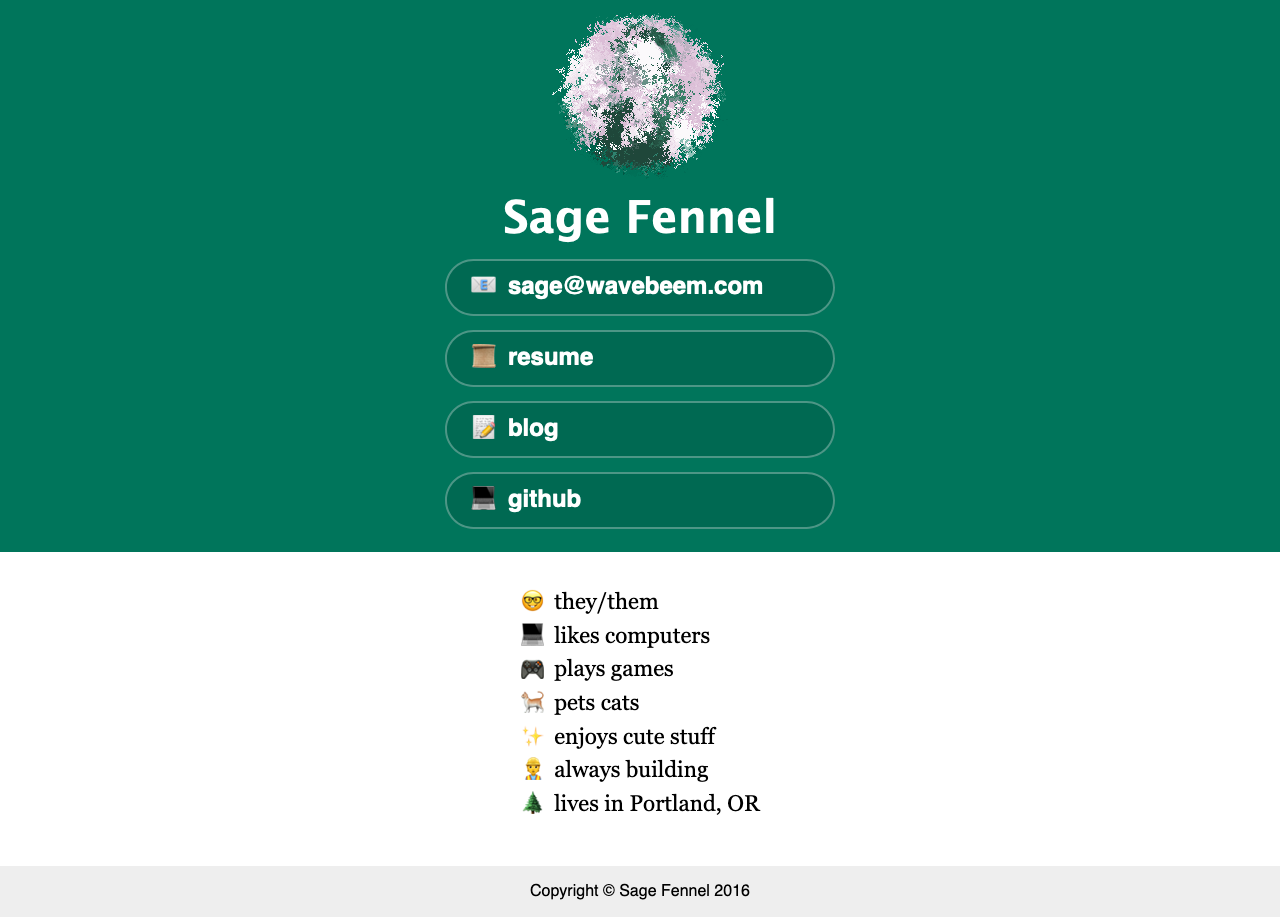 Sage Fennel
sage@wavebeem.com
resume
blog
github
they/them
likes computers
plays games
pets cats
enjoys cute stuff
always building
lives in Portland, OR
Copyright © Sage Fennel 2016